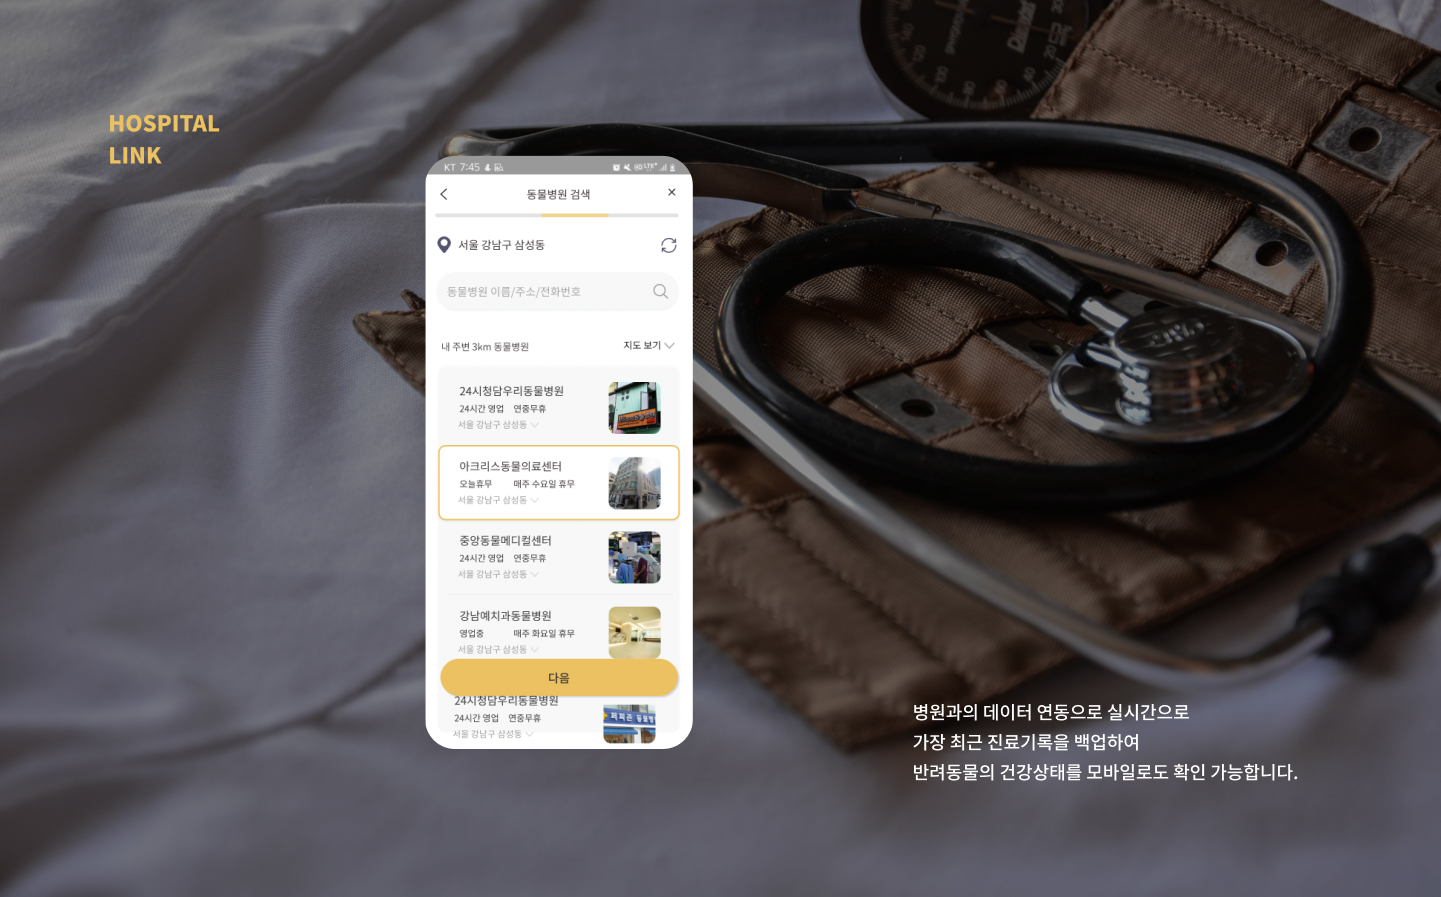 HOSPITAL
LINK
KT 7:45
동물병원 검색
서울 강남구 삼성동
동물병원 이름/주소/전화번호
내 주변 3km 동물병원
지도 보기
24시청담우리동물병원
24시간 영업 연중무휴
서울 강남구 삼성동
아크리스동물의료센터
오늘휴무 매주 수요일 휴무
서울 강남구 삼성동
중앙동물메디컬센터
24시간 영업 연중무휴
서울 강남구 삼성동
강남예치과동물병원
영업중 매주 화요일 휴무
서울 강남구 삼성동
다음
24시청담우리동물병원
24시간 영업 연중무휴
서울 강남구 삼성동
병원과의 데이터 연동으로 실시간으로
가장 최근 진료기록을 백업하여
반려동물의 건강상태를 모바일로도 확인 가능합니다.